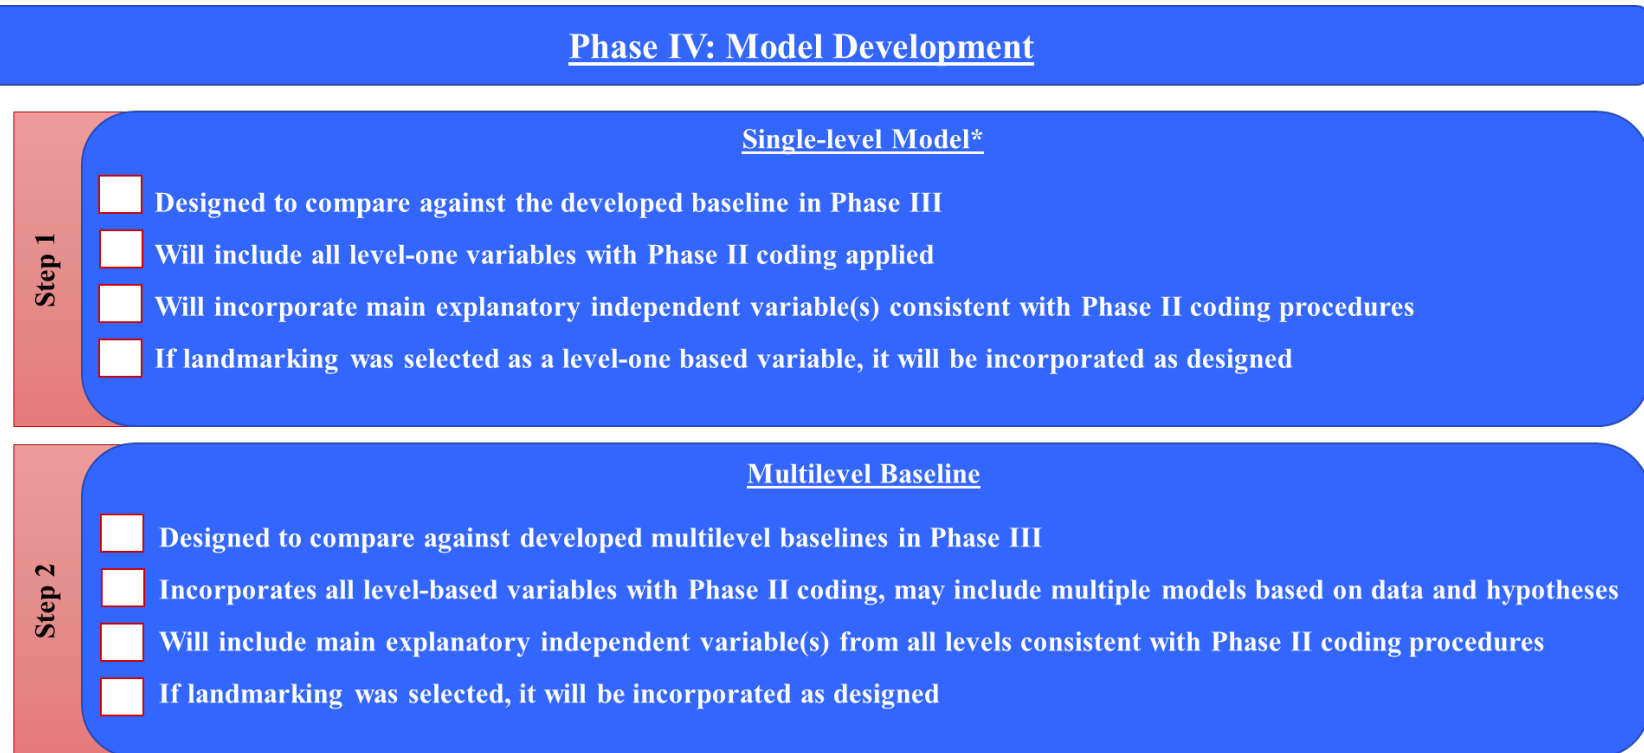 Phase IV: Model Development
Step 1
Single-level Model*
Designed to compare against the developed baseline in Phase III
Will include all level-one variables with Phase II coding applied
Will incorporate main explanatory independent variable(s) consistent with Phase II coding procedures
If landmarking was selected as a level-one based variable, it will be incorporated as designed
Step 2
Multilevel Baseline
Designed to compare against developed multilevel baselines in Phase III
Incorporates all level-based variables with Phase II coding, may include multiple models based on data and hypotheses
Will include main explanatory independent variable(s) from all levels consistent with Phase II coding procedures
If landmarking was selected, it will be incorporated as designed